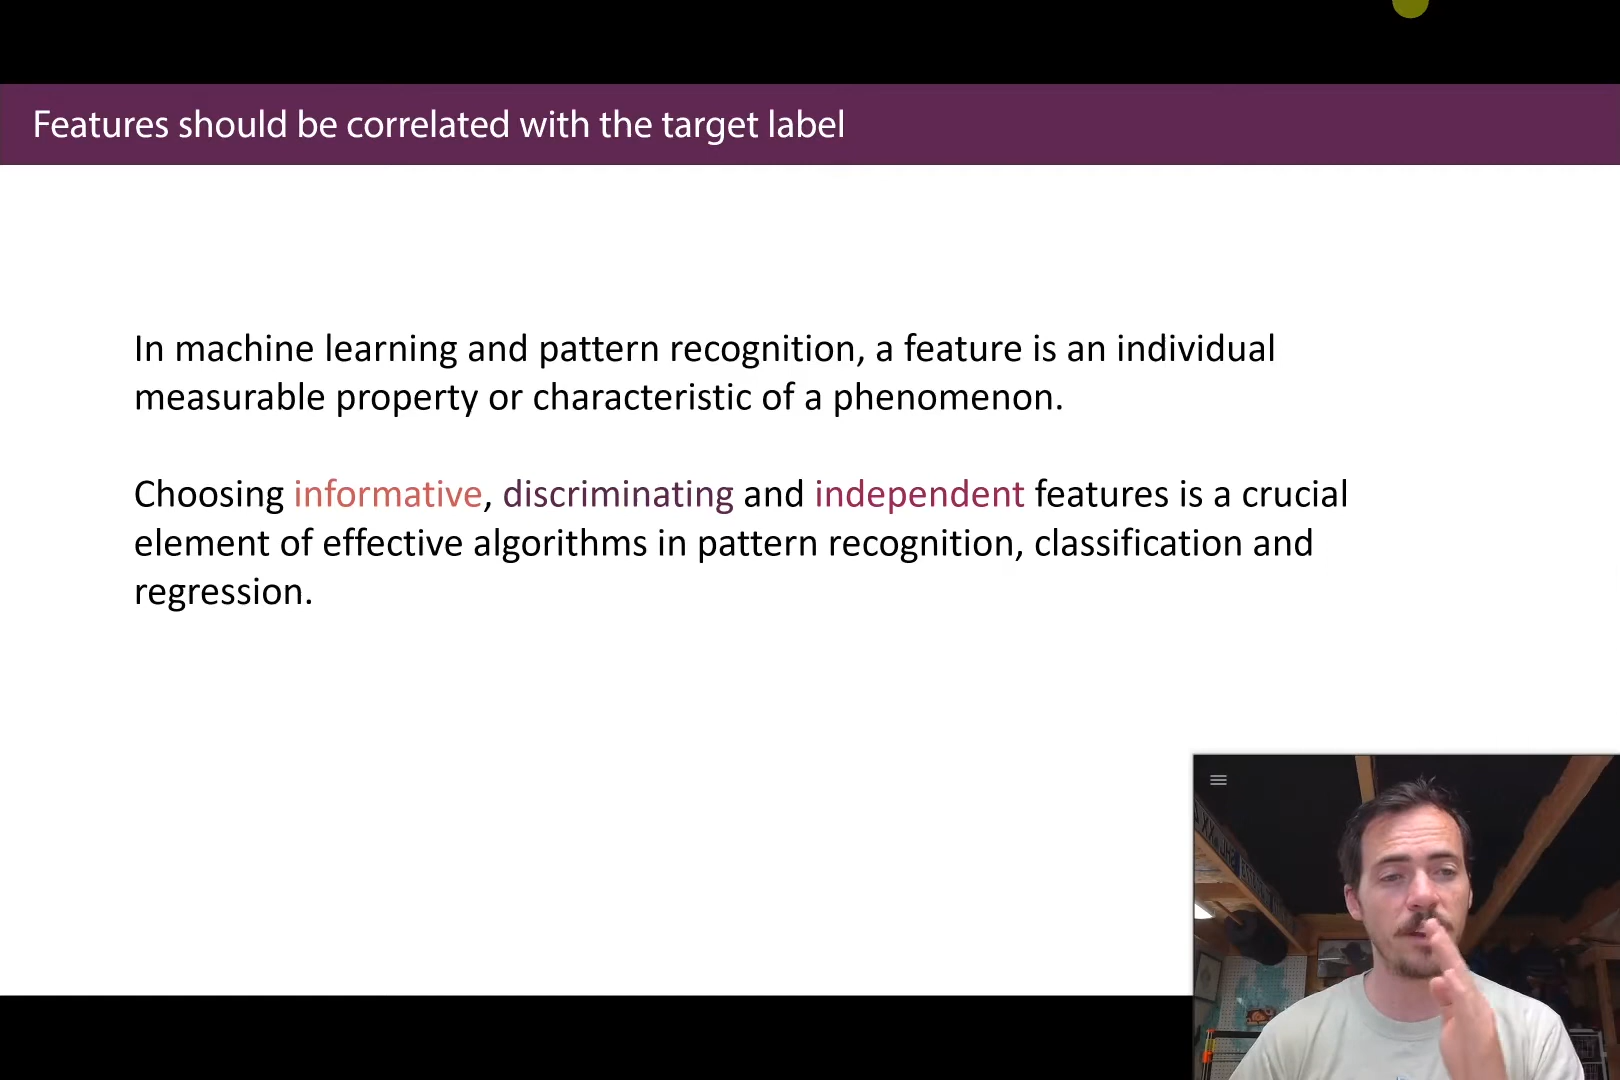 Features should be correlated with the target label
In machine learning and pattern recognition, a feature is an individual
measurable property or characteristic of a phenomenon.
Choosing informative, discriminating and independent features is a crucial
element of effective algorithms in pattern recognition, classification and
regression.